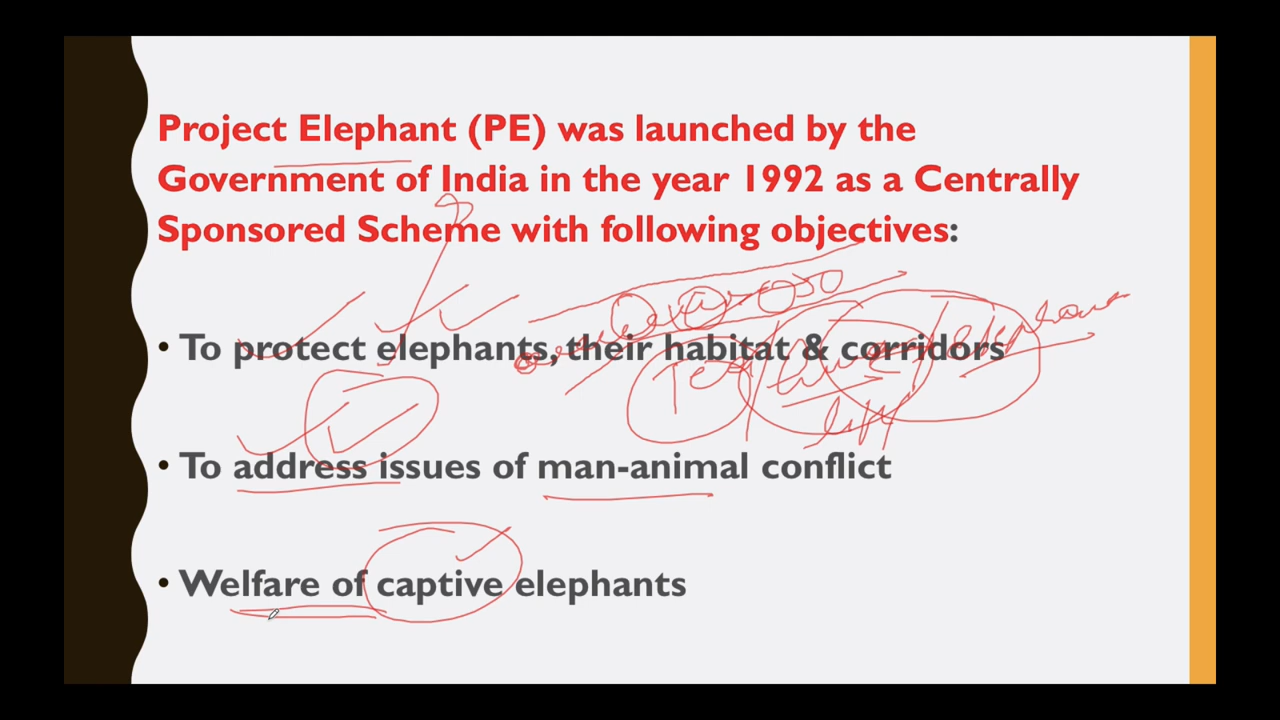 Project Elephant (PE) was launched by the
Government of India in the year 1992 as a Centrally
Sponsored Scheme with following objectives:
• To protect elephants, their habitat & corridors
elephant
• To address issues of man-animal conflict
• Welfare of captive elephants